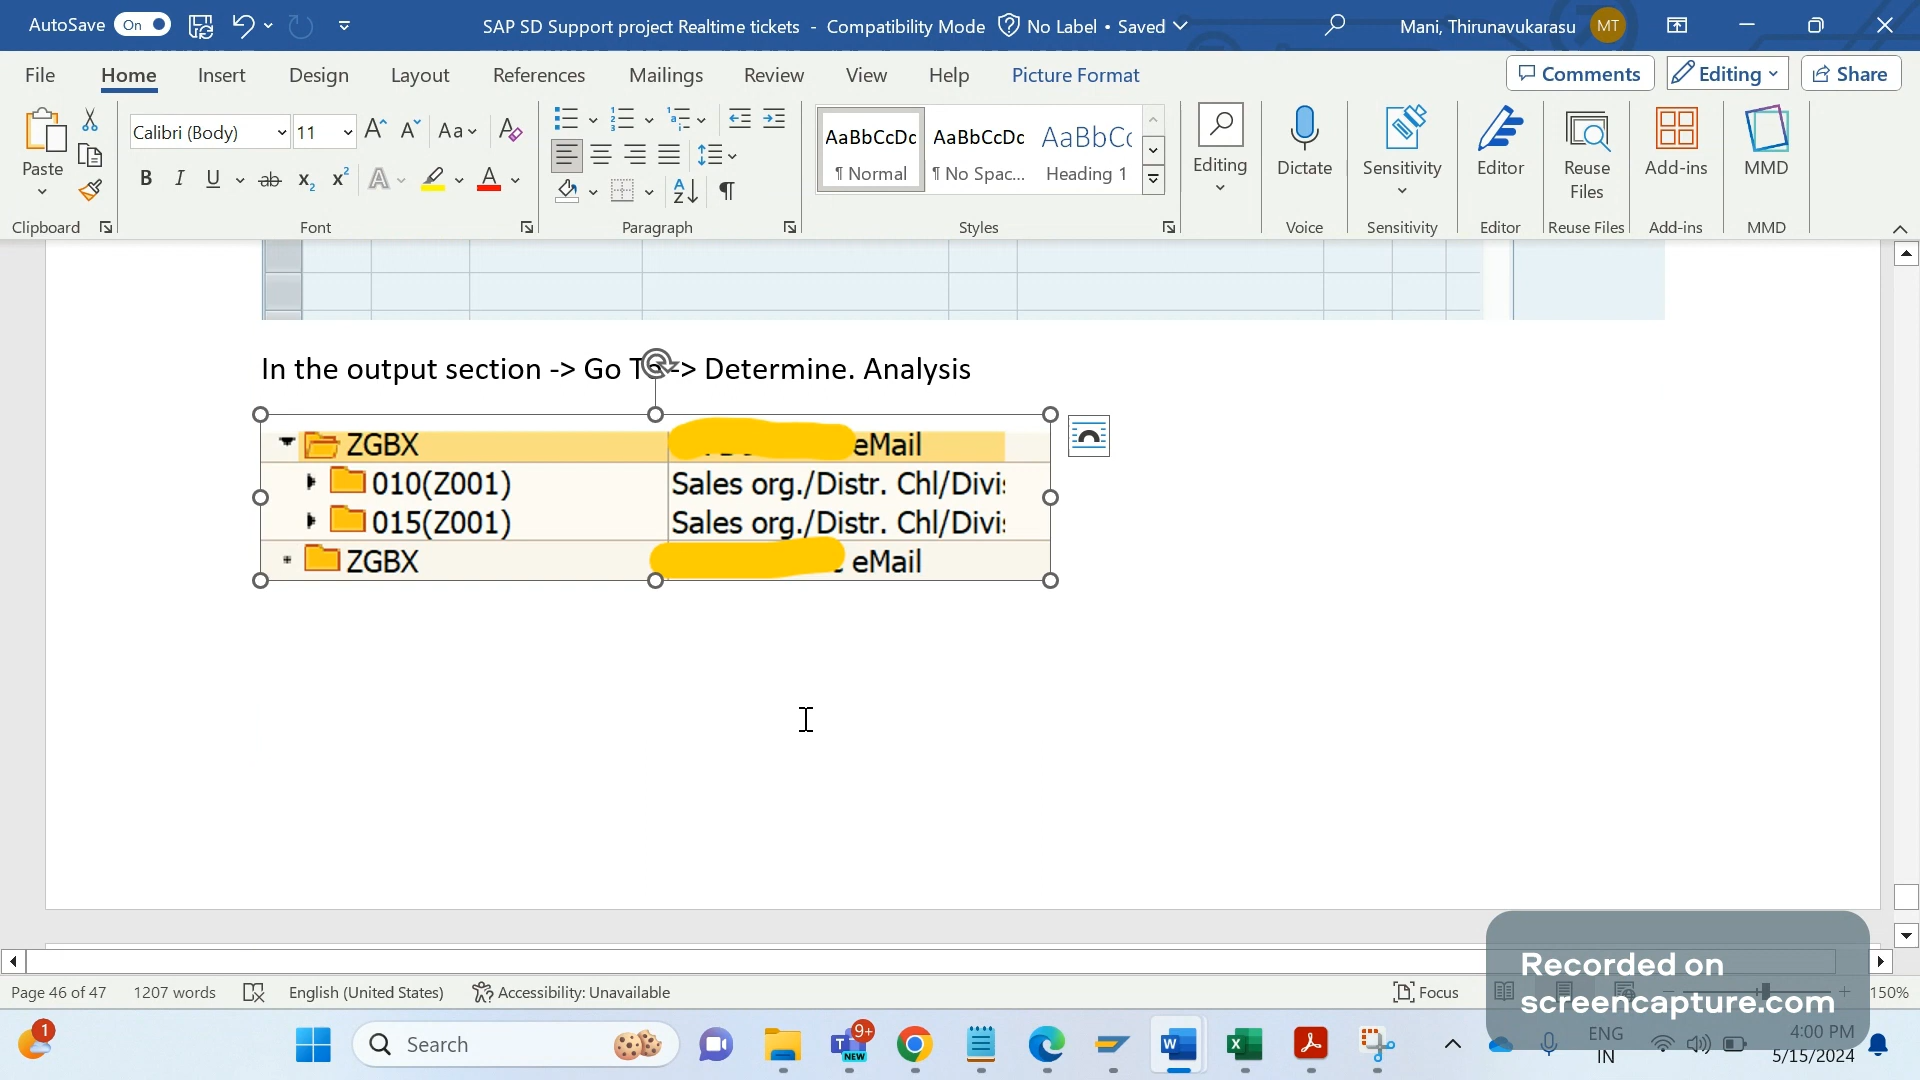 AutoSave On SAP SD Support project Realtime tickets - Compatibility Mode No Label • Saved Mani, Thirunavukarasu MT
File Home Insert Design Layout References Mailings Review View Help Picture Format Comments Editing Share
Paste Calibri (Body) 11 AaBbCcDc AaBbCcDc AaBbCc
¶ Normal ¶ No Spac... Heading 1
Editing Dictate Sensitivity Editor Reuse Files Add-ins MMD
Clipboard Font Paragraph Styles Voice Sensitivity Editor Reuse Files Add-ins MMD
In the output section -> Go To -> Determine. Analysis
ZGBX eMail
010(Z001) Sales org./Distr. Chl/Divi
015(Z001) Sales org./Distr. Chl/Divi
ZGBX eMail
Recorded on
screencapture.com
Page 46 of 47 1207 words English (United States) Accessibility: Unavailable Focus 150%
1 Search 9+ NEW ENG
IN
4:00 PM
5/15/2024